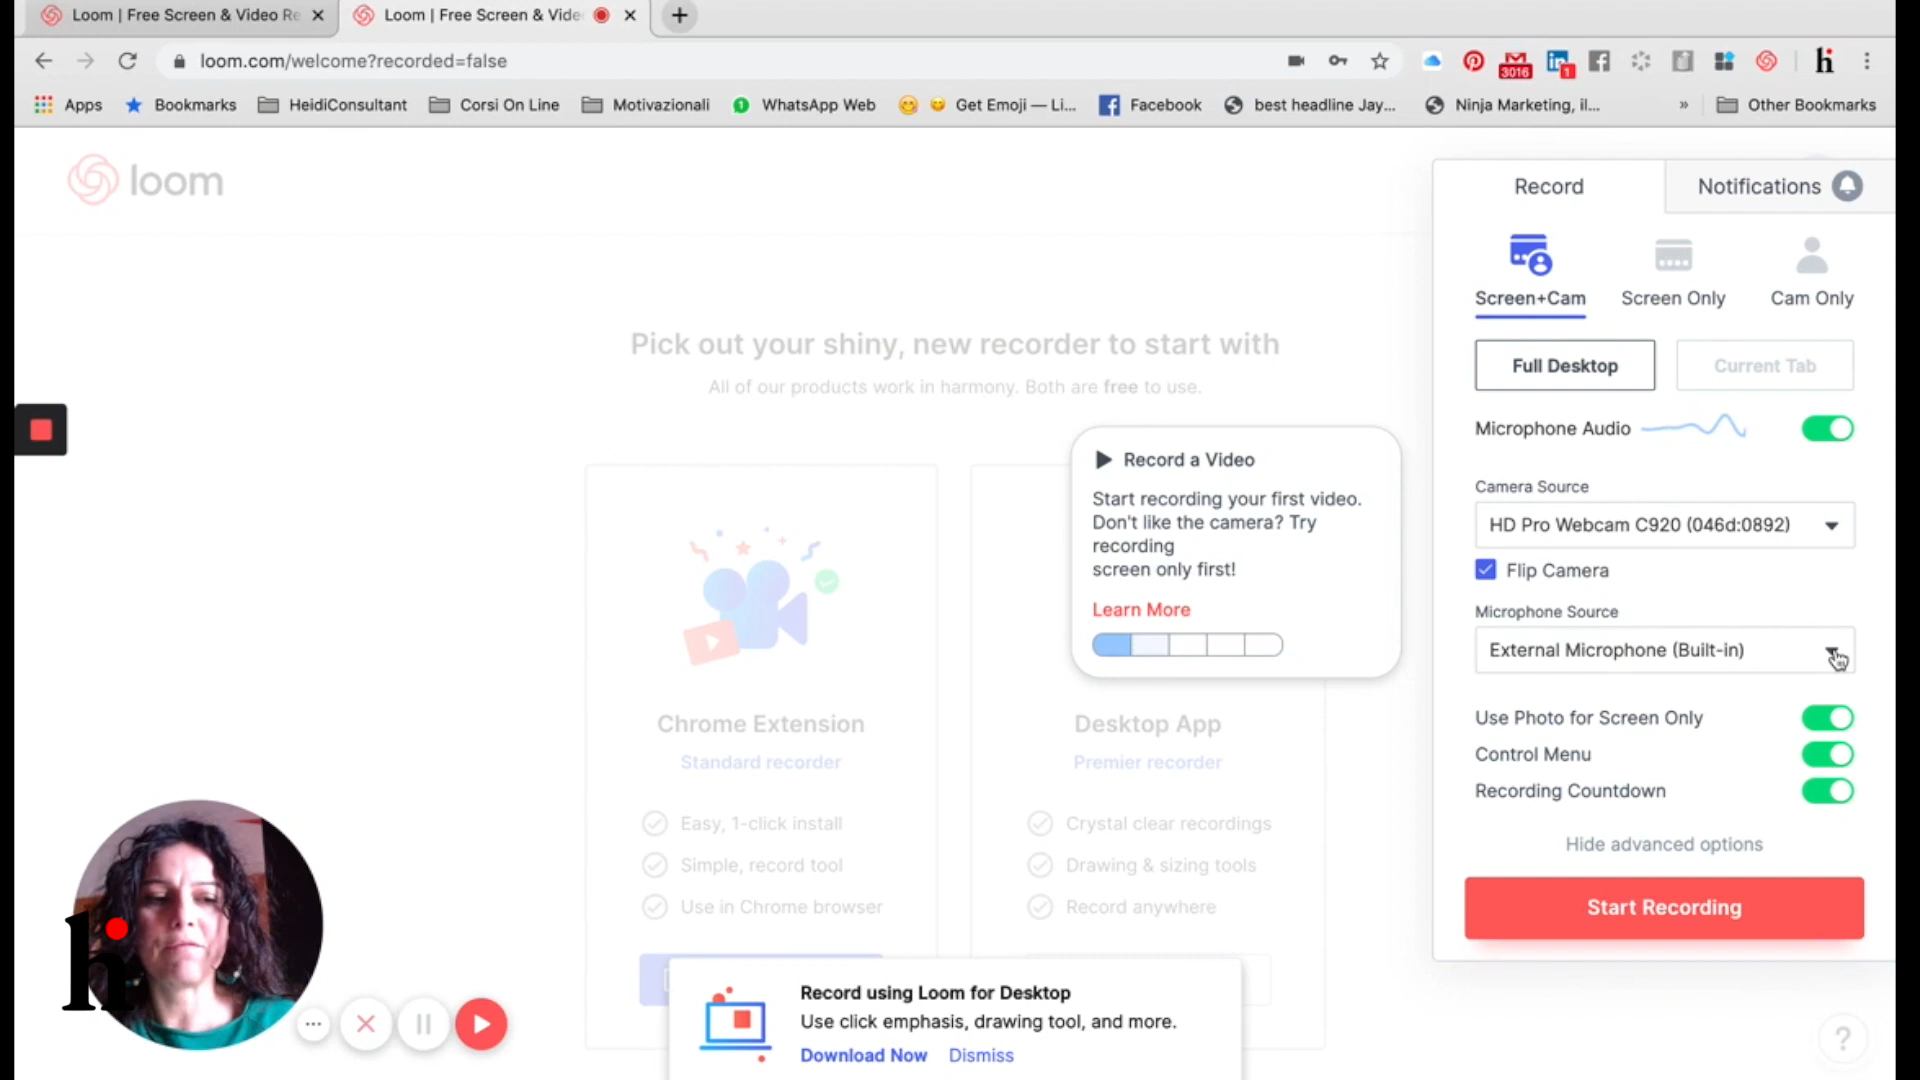 Loom | Free Screen & Video Re
Loom | Free Screen & Vide
loom.com/welcome?recorded=false
3016
1
Apps
Bookmarks
HeidiConsultant
Corsi On Line
Motivazionali
1
WhatsApp Web
Get Emoji — Li...
Facebook
best headline Jay...
Ninja Marketing, il...
»
Other Bookmarks
loom
Record
Notifications
Screen+Cam
Screen Only
Cam Only
Pick out your shiny, new recorder to start with
All of our products work in harmony. Both are free to use.
Full Desktop
Current Tab
Microphone Audio
Record a Video
Start recording your first video.
Don't like the camera? Try
recording
screen only first!
Learn More
Camera Source
HD Pro Webcam C920 (046d:0892)
Flip Camera
Microphone Source
External Microphone (Built-in)
Use Photo for Screen Only
Control Menu
Recording Countdown
Hide advanced options
Start Recording
Chrome Extension
Standard recorder
Easy, 1-click install
Simple, record tool
Use in Chrome browser
Desktop App
Premier recorder
Crystal clear recordings
Drawing & sizing tools
Record anywhere
hi
Record using Loom for Desktop
Use click emphasis, drawing tool, and more.
Download Now
Dismiss
?